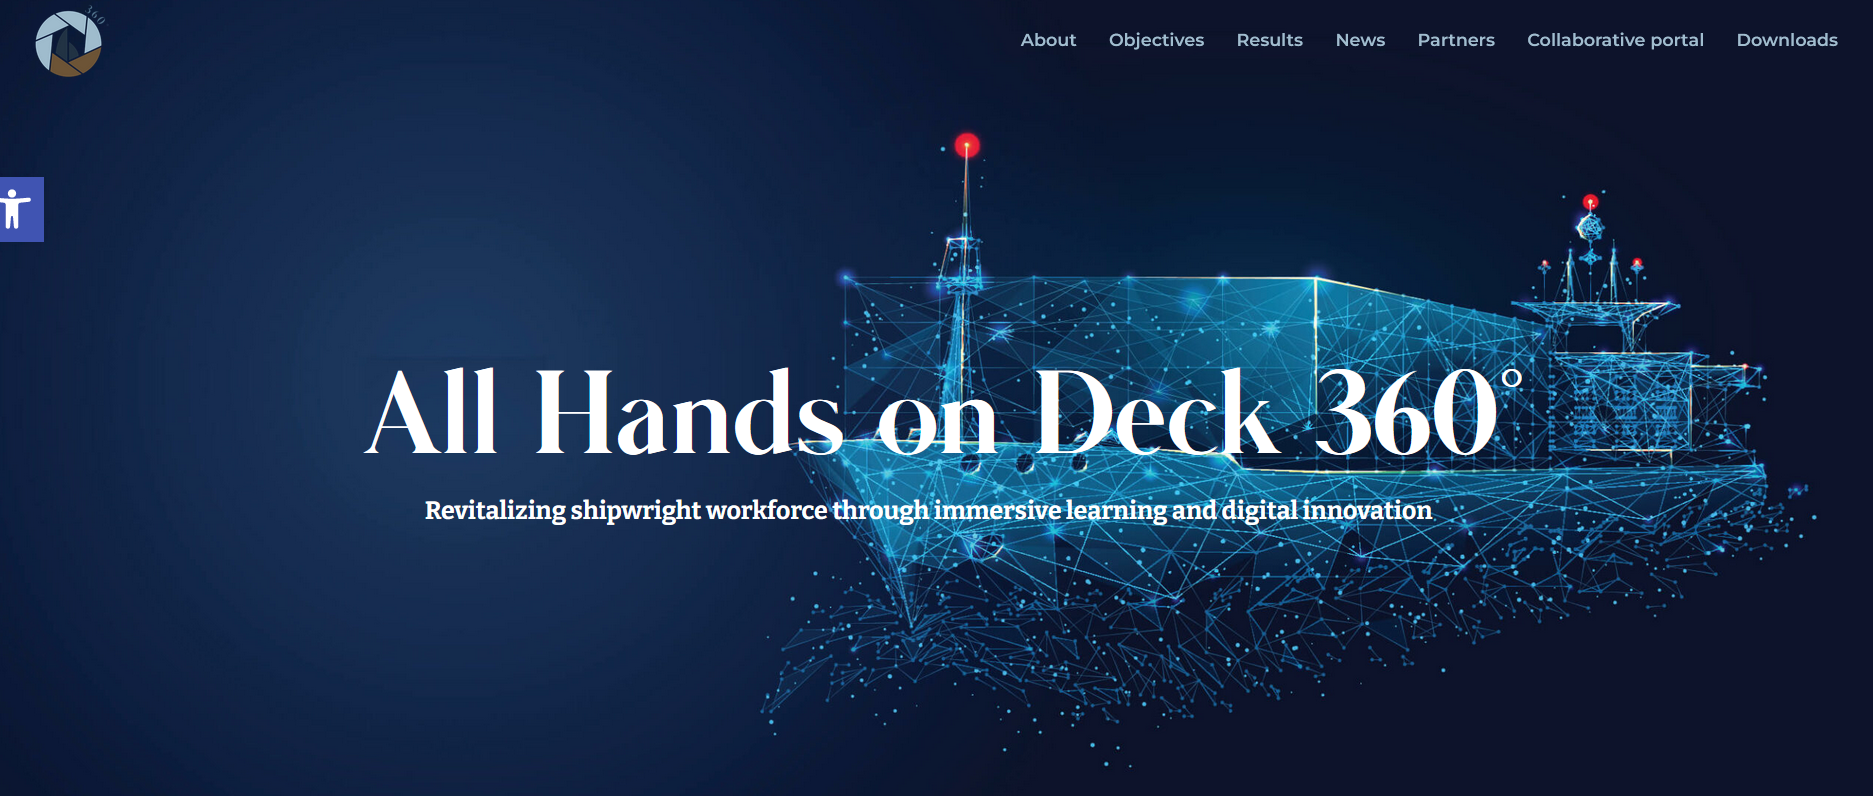 360
About Objectives Results News Partners Collaborative portal Downloads
All Hands on Deck 360°
Revitalizing shipwright workforce through immersive learning and digital innovation